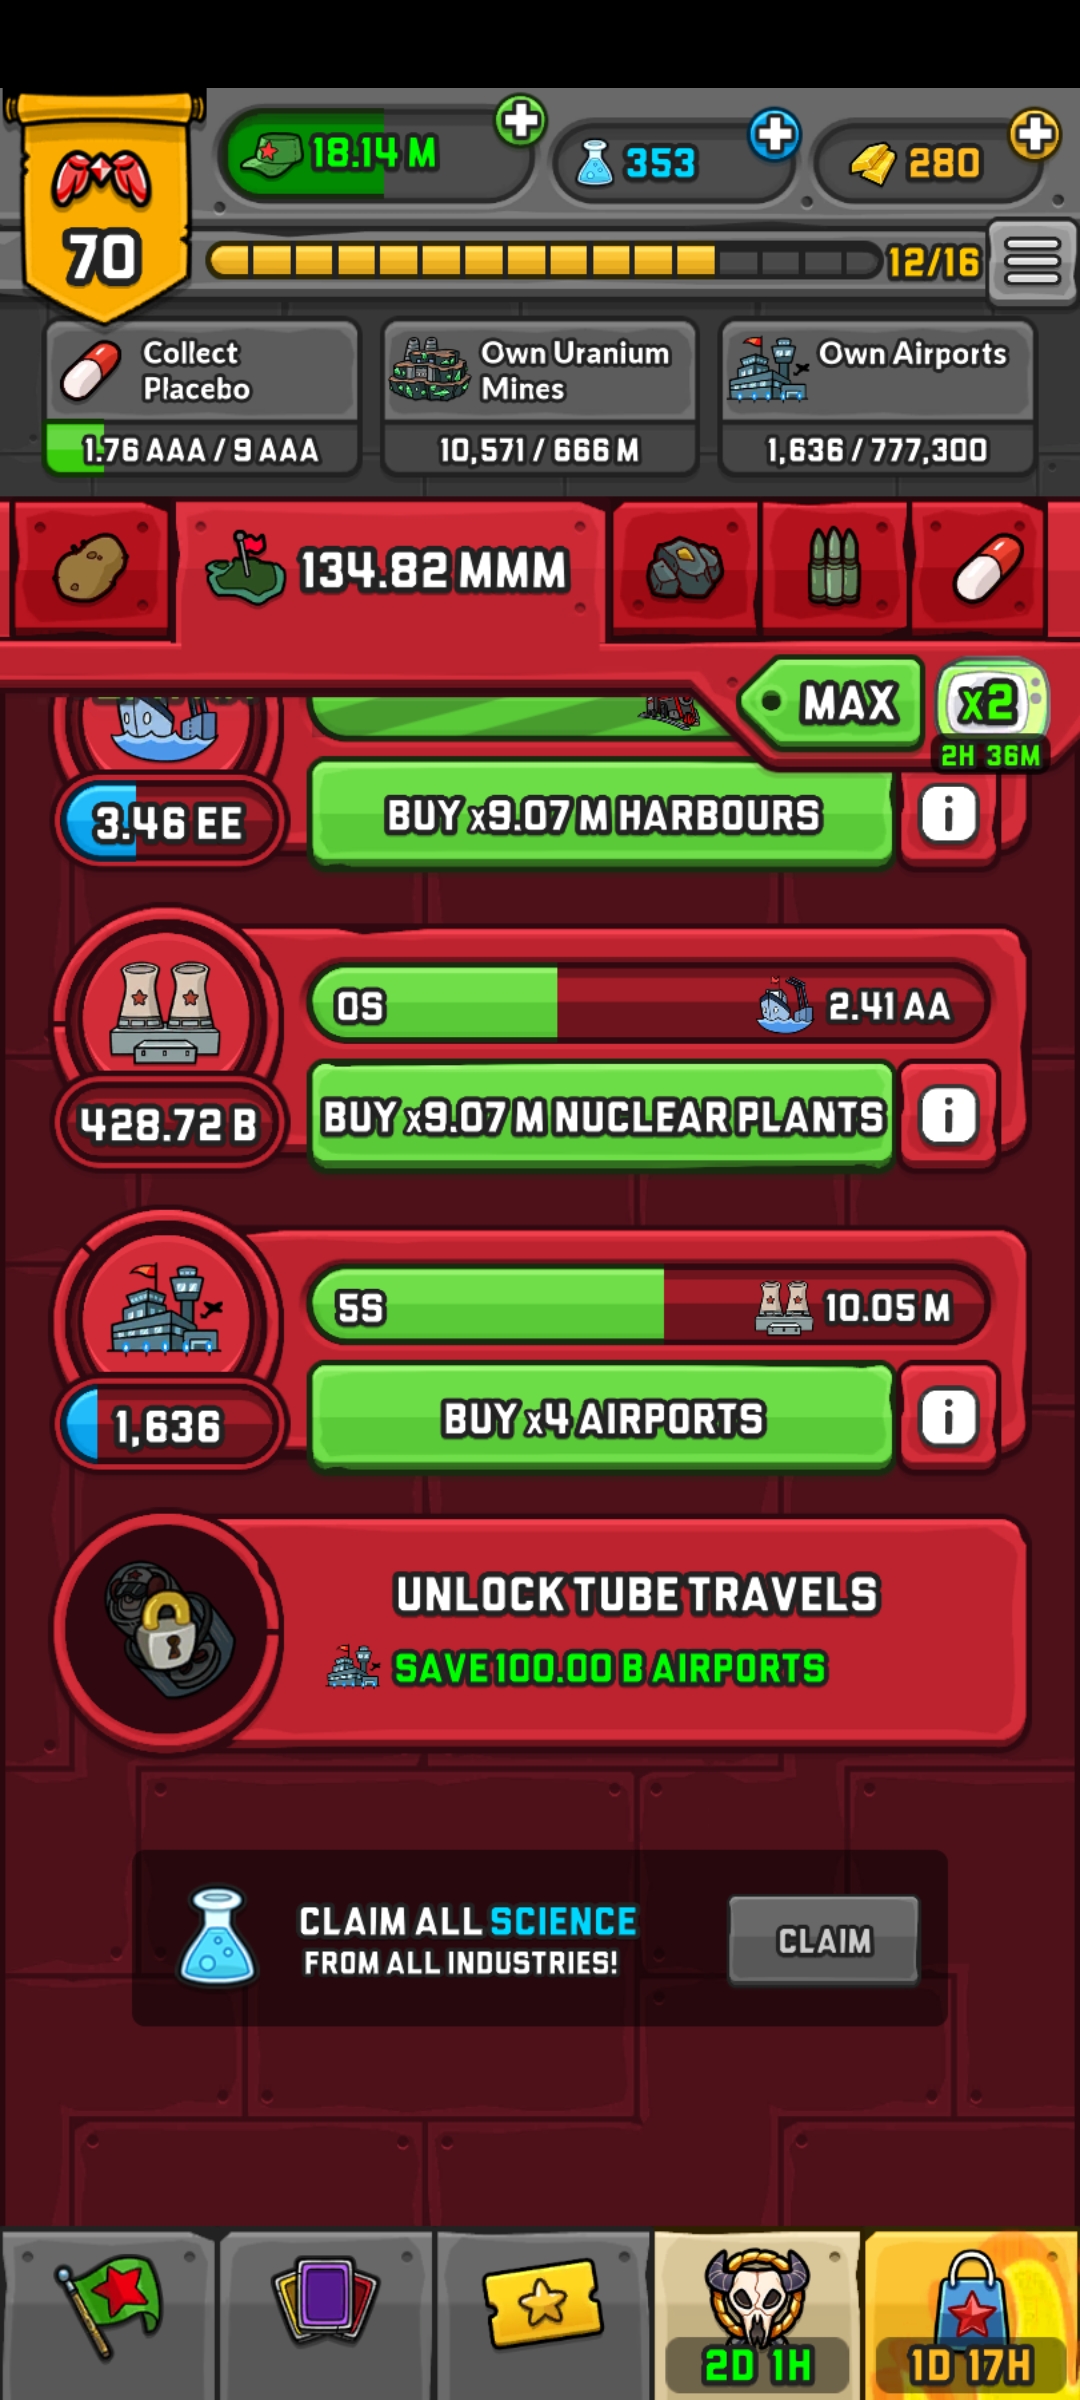 18.14 M
353
280
70
12/16
Collect
Placebo
Own Uranium
Mines
Own Airports
1.76 AAA / 9 AAA
10,571 / 666 M
1,636 / 777,300
134.82 MMM
MAX
x2
2H 36M
3.46 EE
BUY x9.07 M HARBOURS
i
0S
2.41 AA
428.72 B
BUY x9.07 M NUCLEAR PLANTS
i
5S
10.05 M
1,636
BUY x4 AIRPORTS
i
UNLOCK TUBE TRAVELS
SAVE 100.00 B AIRPORTS
CLAIM ALL SCIENCE
FROM ALL INDUSTRIES!
CLAIM
2D 1H
1D 17H